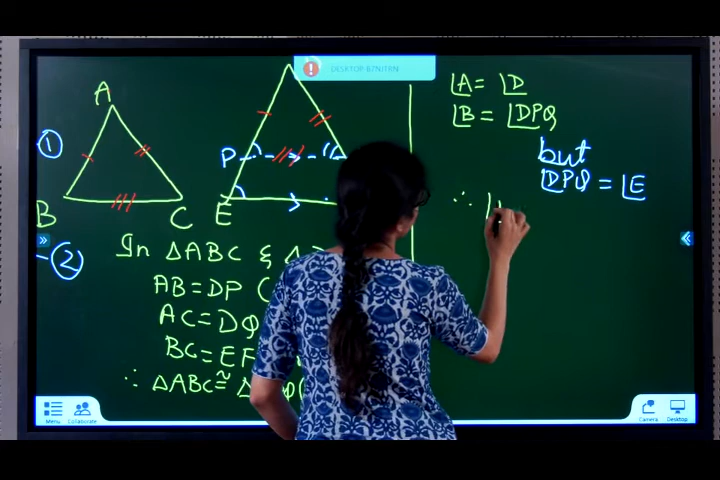 DESKTOP-B7NJTRN
A
∠A = ∠D
∠B = ∠DPQ
①
P
but
∠DPQ = ∠E
B
C
E
∴
-②
In ΔABC & Δ
AB = DP (
AC = DQ
BC = EF
∴ ΔABC ≅ Δ
Menu
Collaborate
Camera
Desktop